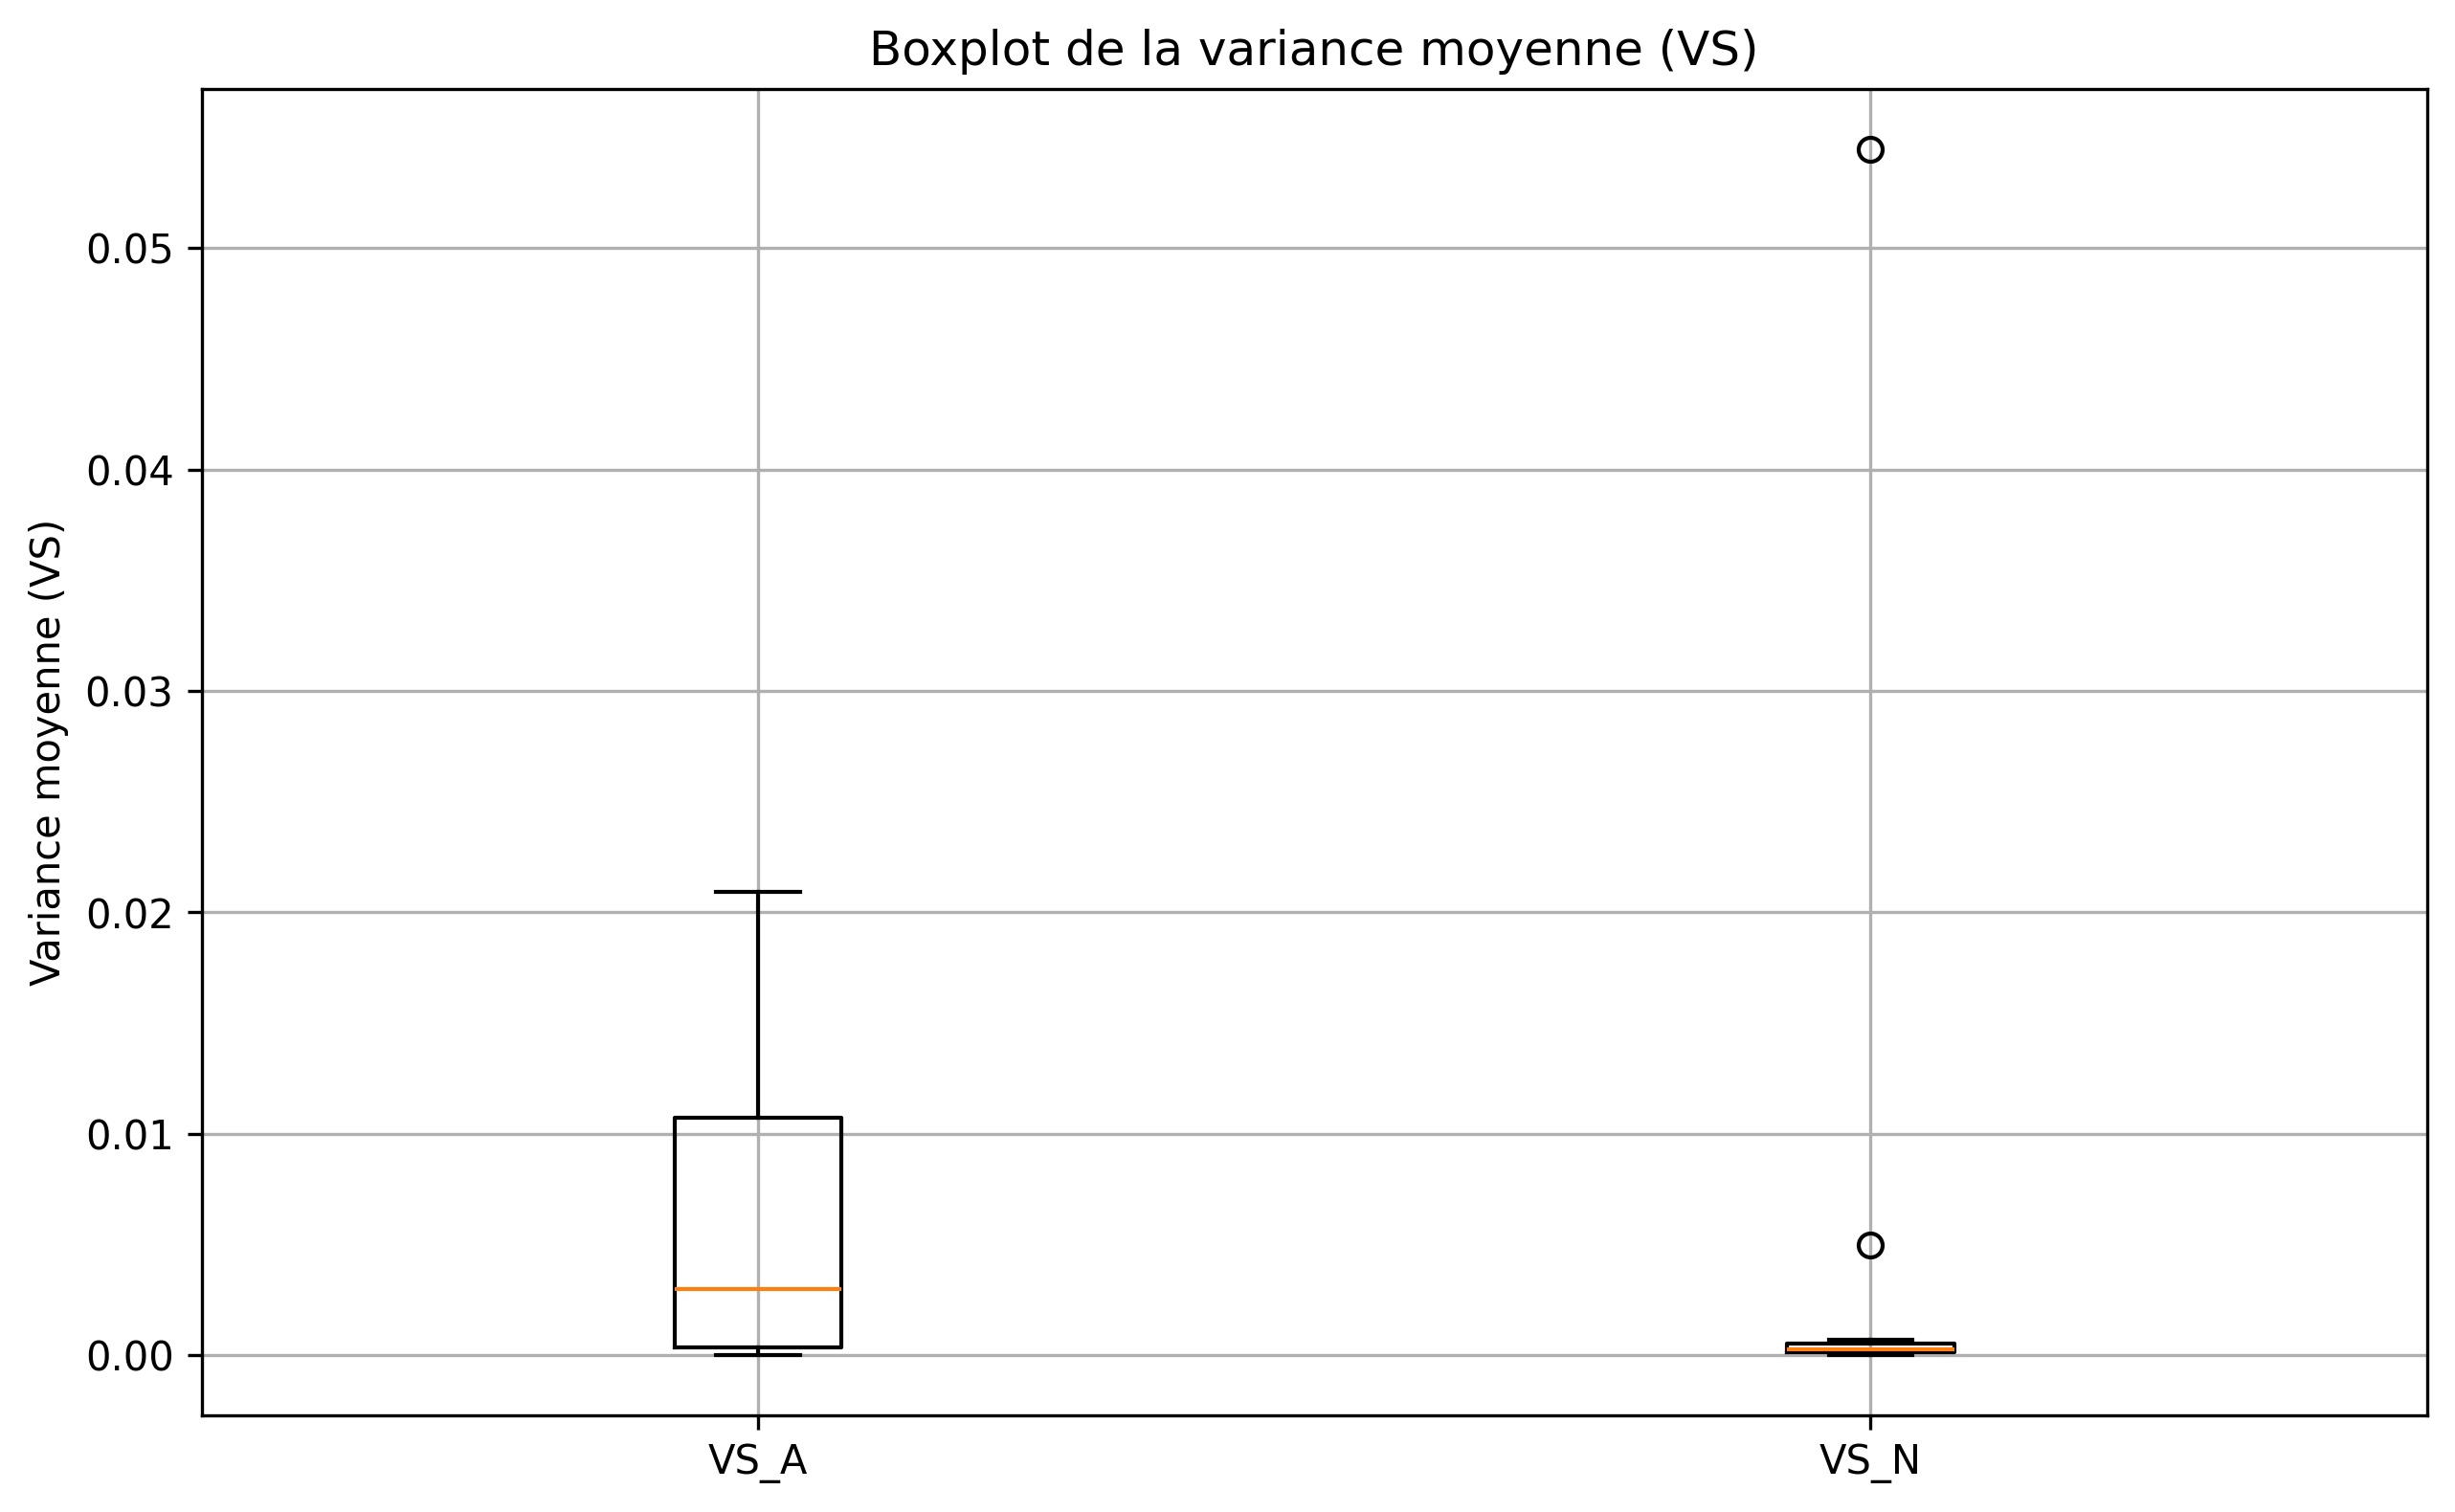 Boxplot de la variance moyenne (VS)
Variance moyenne (VS)
0.05
0.04
0.03
0.02
0.01
0.00
VS_A
VS_N